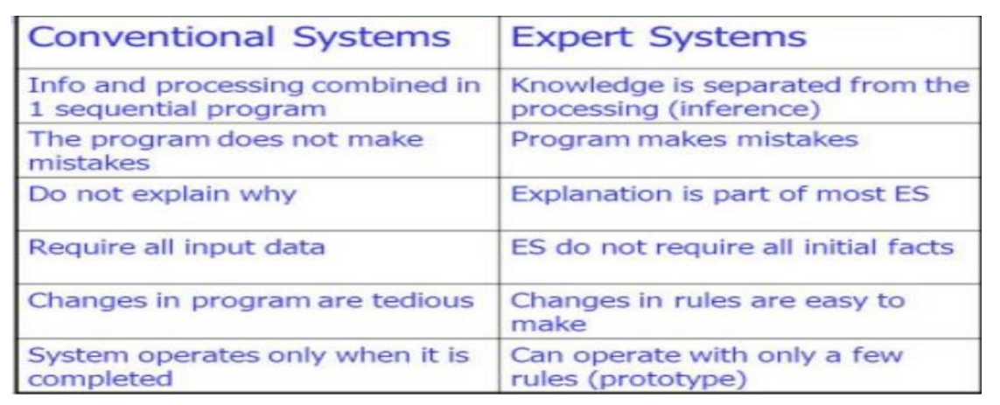 Conventional Systems
Expert Systems
Info and processing combined in
1 sequential program
Knowledge is separated from the
processing (inference)
The program does not make
mistakes
Program makes mistakes
Do not explain why
Explanation is part of most ES
Require all input data
ES do not require all initial facts
Changes in program are tedious
Changes in rules are easy to
make
System operates only when it is
completed
Can operate with only a few
rules (prototype)